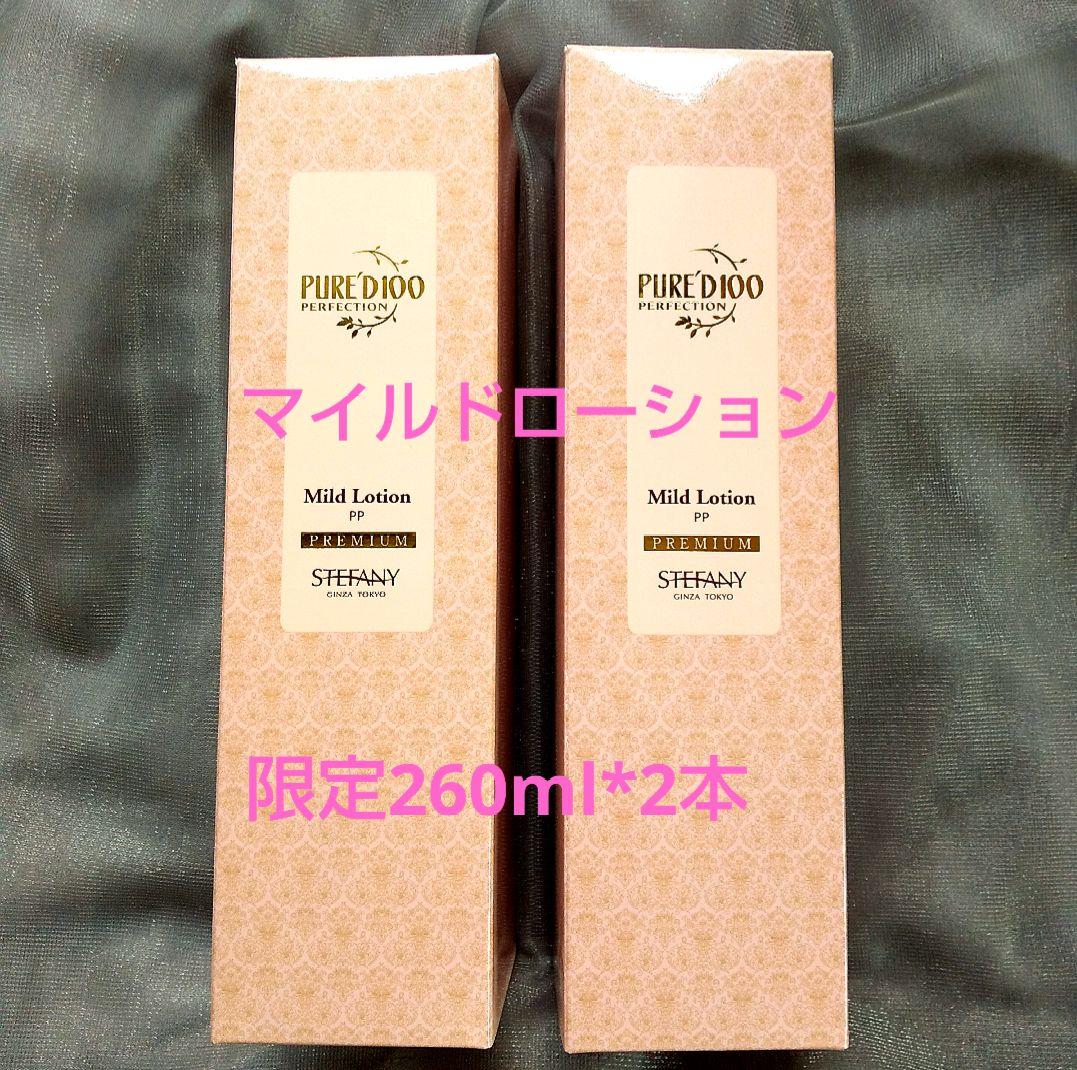 PURE'D100
PERFECTION
PURE'D100
PERFECTION
マイルドローション
Mild Lotion
PP
PREMIUM
STEFANY
GINZA TOKYO
Mild Lotion
PP
PREMIUM
STEFANY
GINZA TOKYO
限定260ml*2本